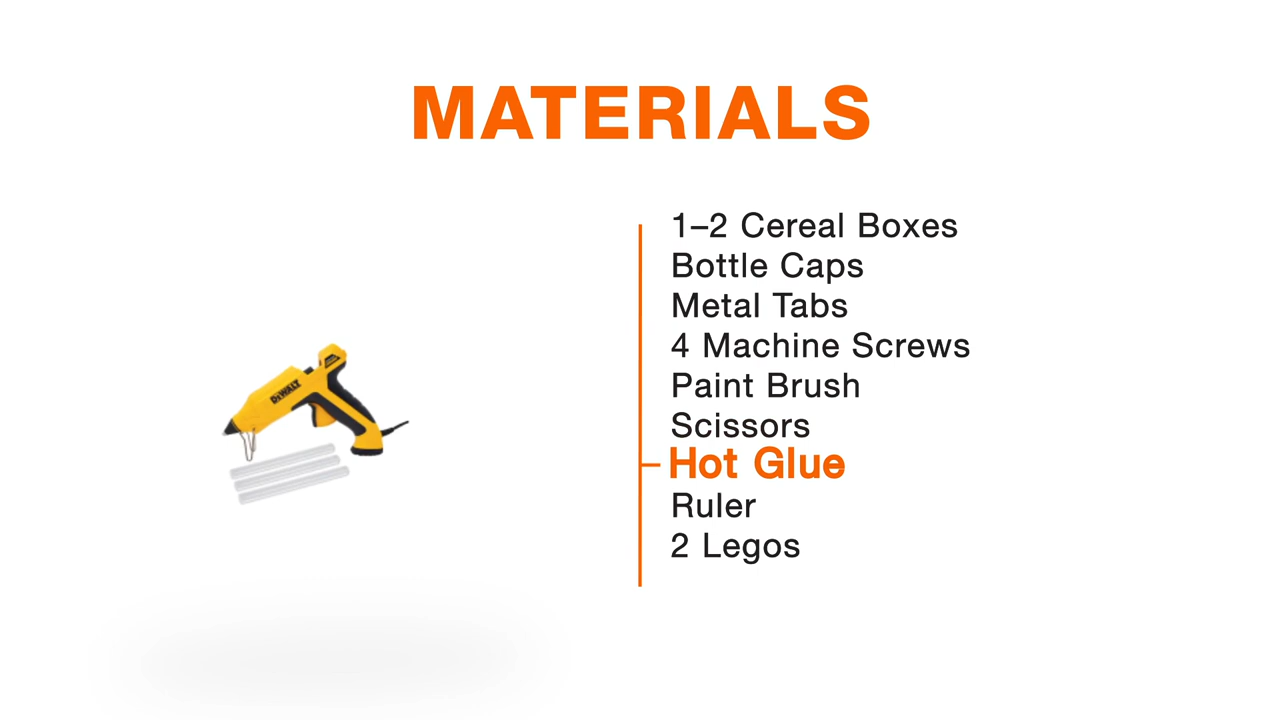 MATERIALS
1–2 Cereal Boxes
Bottle Caps
Metal Tabs
4 Machine Screws
Paint Brush
Scissors
Hot Glue
Ruler
2 Legos
DEWALT